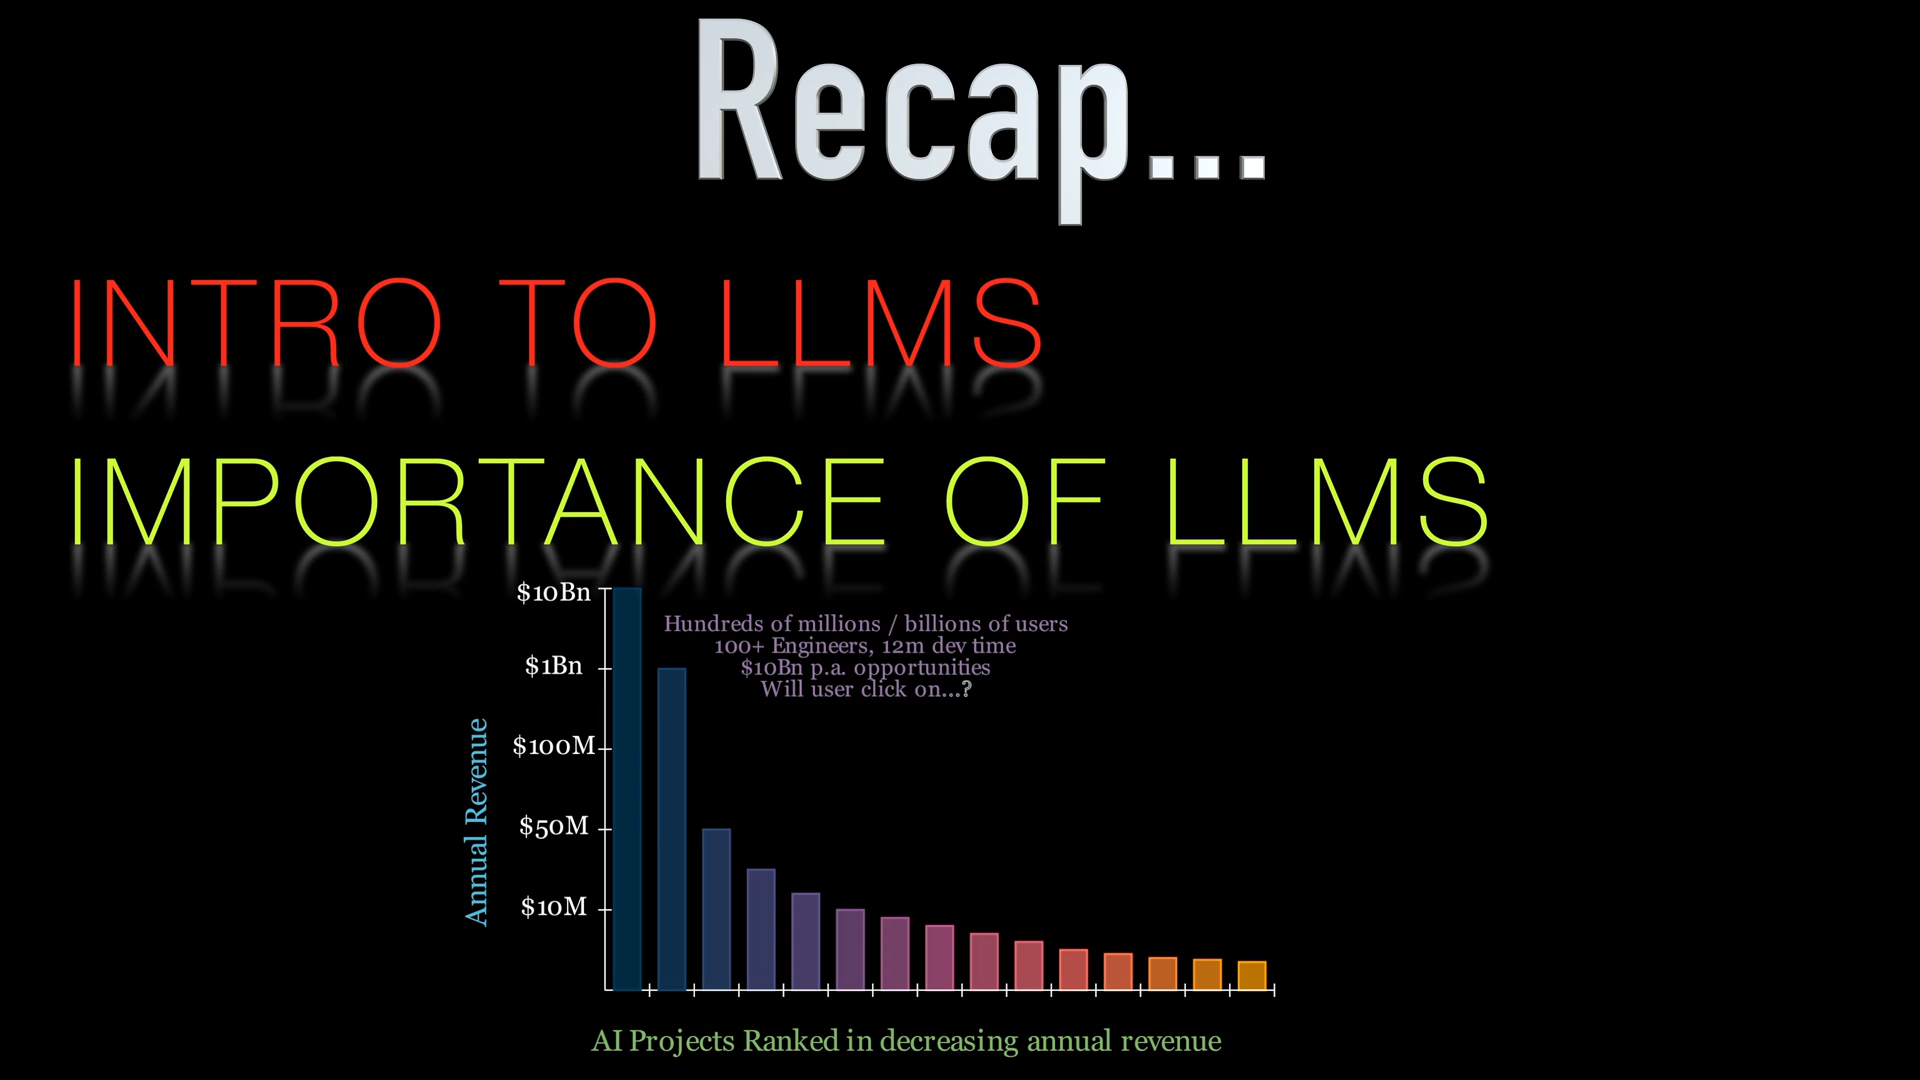 Recap...
INTRO TO LLMS
IMPORTANCE OF LLMS
$10Bn
Hundreds of millions / billions of users
100+ Engineers, 12m dev time
$1Bn
$10Bn p.a. opportunities
Will user click on...?
$100M
$50M
$10M
Annual Revenue
AI Projects Ranked in decreasing annual revenue